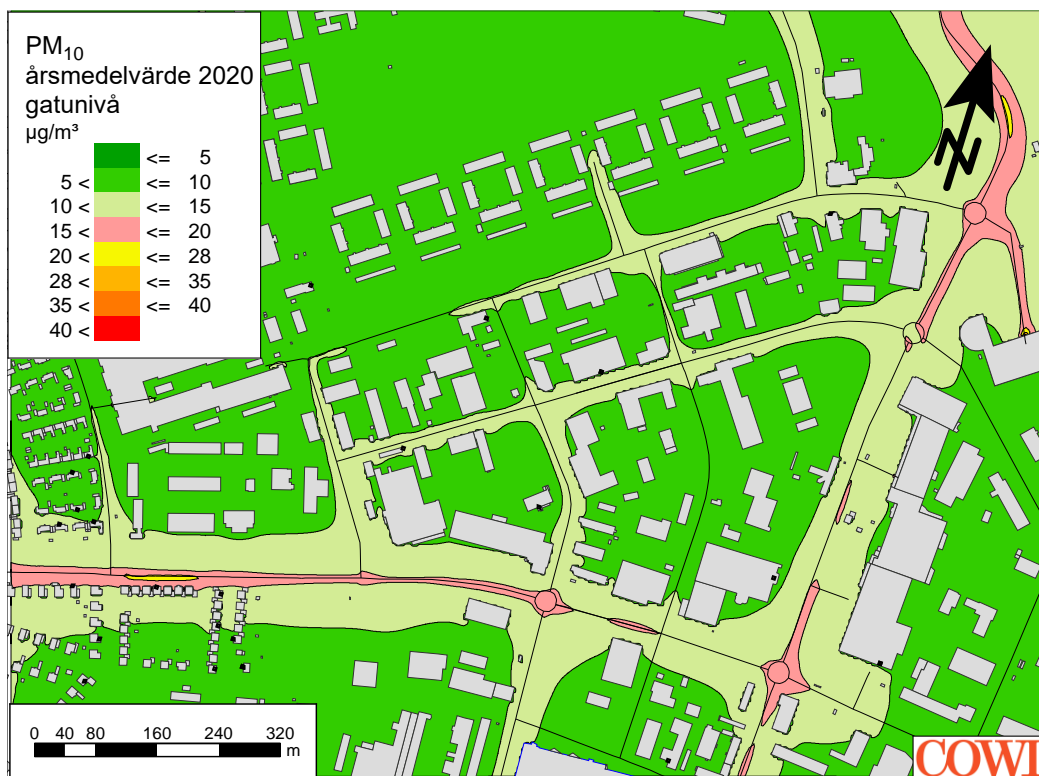 PM₁₀
årsmedelvärde 2020
gatunivå
µg/m³
<= 5
5 < <= 10
10 < <= 15
15 < <= 20
20 < <= 28
28 < <= 35
35 < <= 40
40 <
N
0 40 80 160 240 320
m
COWI